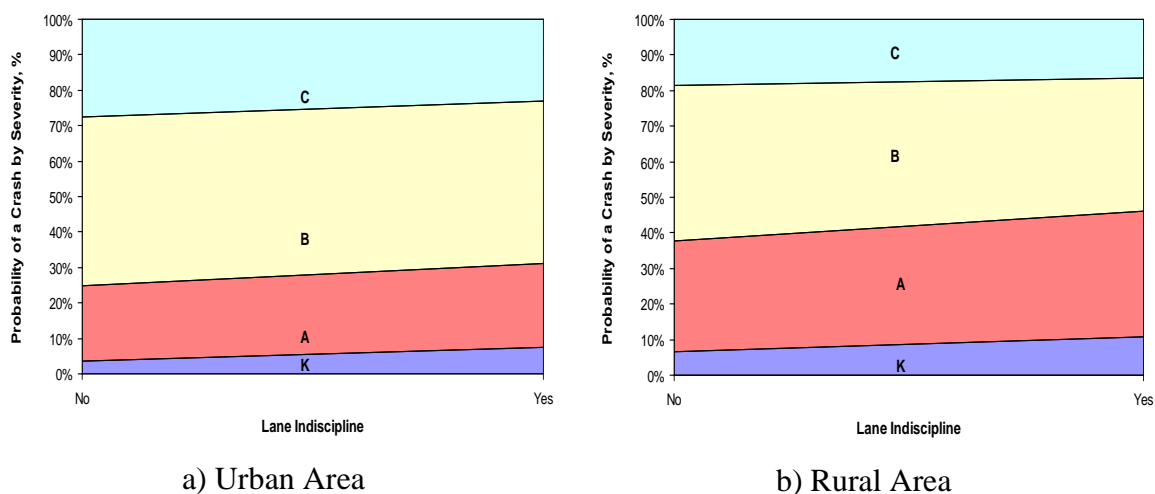 Probability of a Crash by Severity, %
100%
90%
80%
70%
60%
50%
40%
30%
20%
10%
0%
C
B
A
K
No
Yes
Lane Indiscipline
a) Urban Area
Probability of a Crash by Severity, %
100%
90%
80%
70%
60%
50%
40%
30%
20%
10%
0%
C
B
A
K
No
Yes
Lane Indiscipline
b) Rural Area